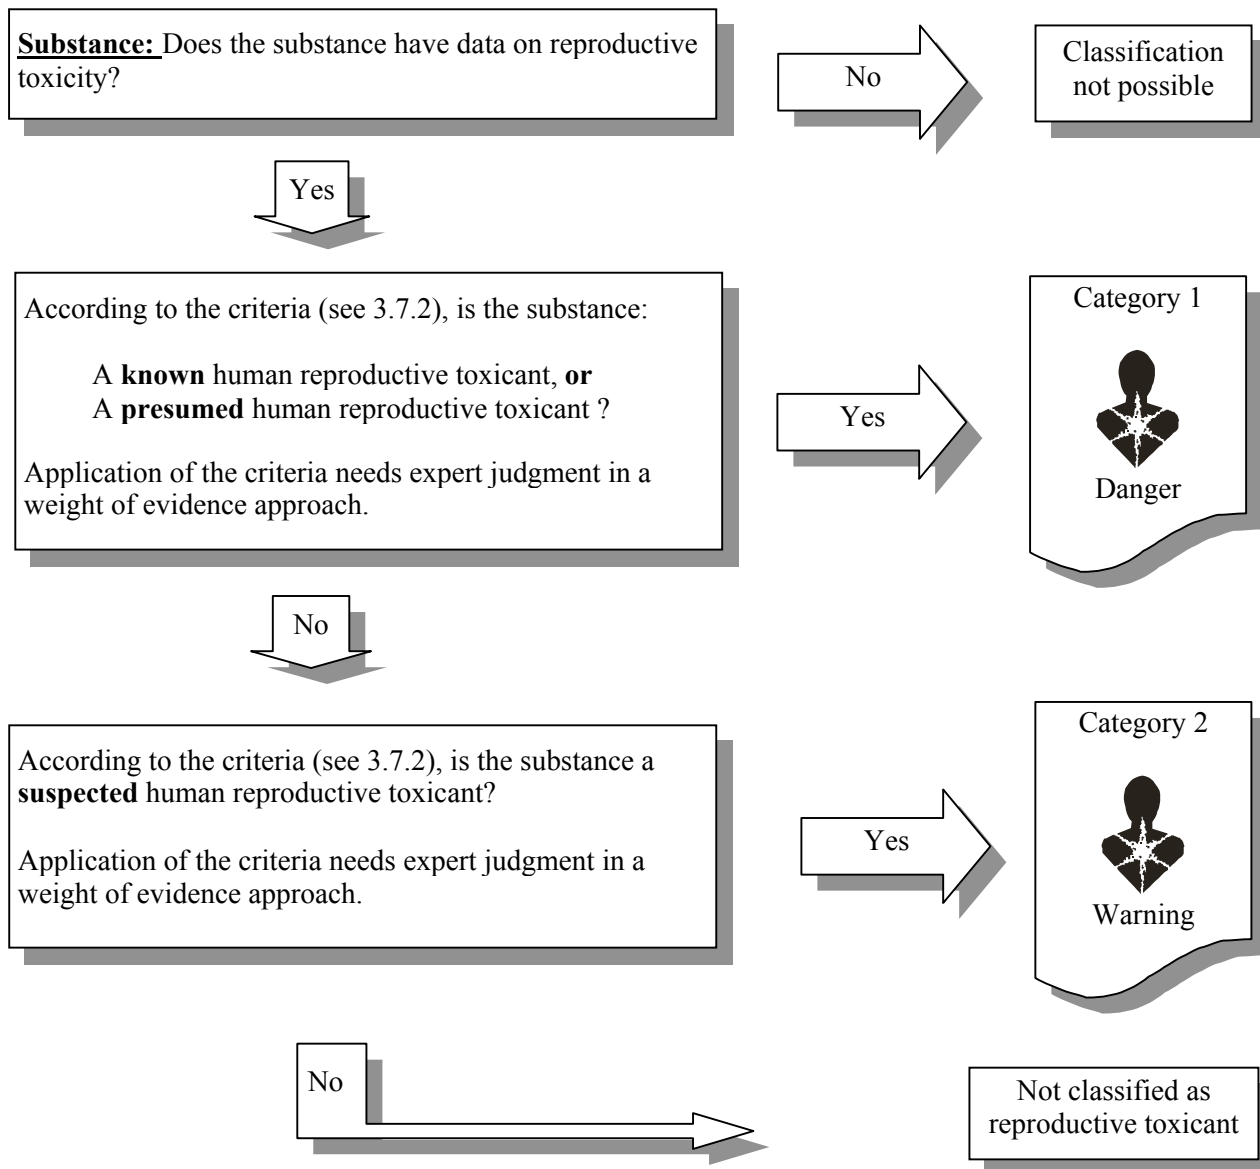 Substance: Does the substance have data on reproductive
toxicity?
No
Classification
not possible
Yes
According to the criteria (see 3.7.2), is the substance:
A known human reproductive toxicant, or
A presumed human reproductive toxicant ?
Application of the criteria needs expert judgment in a
weight of evidence approach.
Yes
Category 1
Danger
No
According to the criteria (see 3.7.2), is the substance a
suspected human reproductive toxicant?
Application of the criteria needs expert judgment in a
weight of evidence approach.
Yes
Category 2
Warning
No
Not classified as
reproductive toxicant